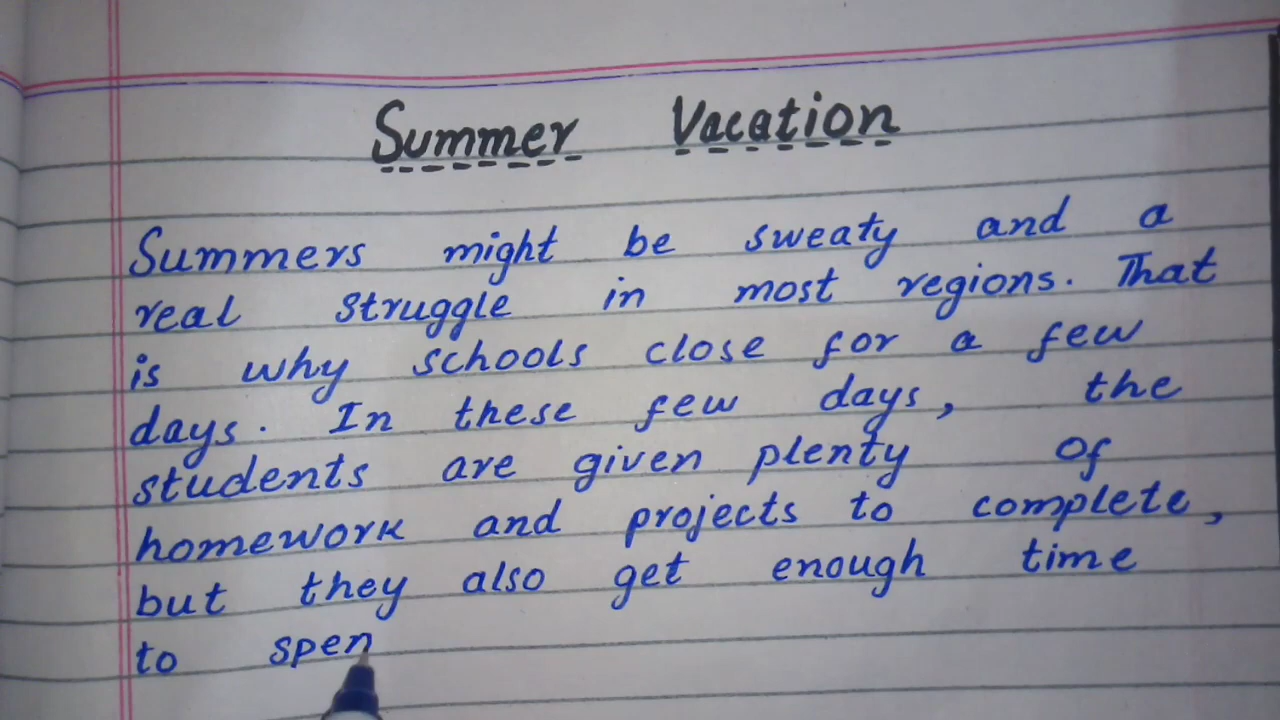 Summer Vacation
Summers might be sweaty and a
real struggle in most regions. That
is why schools close for a few
days. In these few days, the
students are given plenty of
homework and projects to complete,
but they also get enough time
to spen